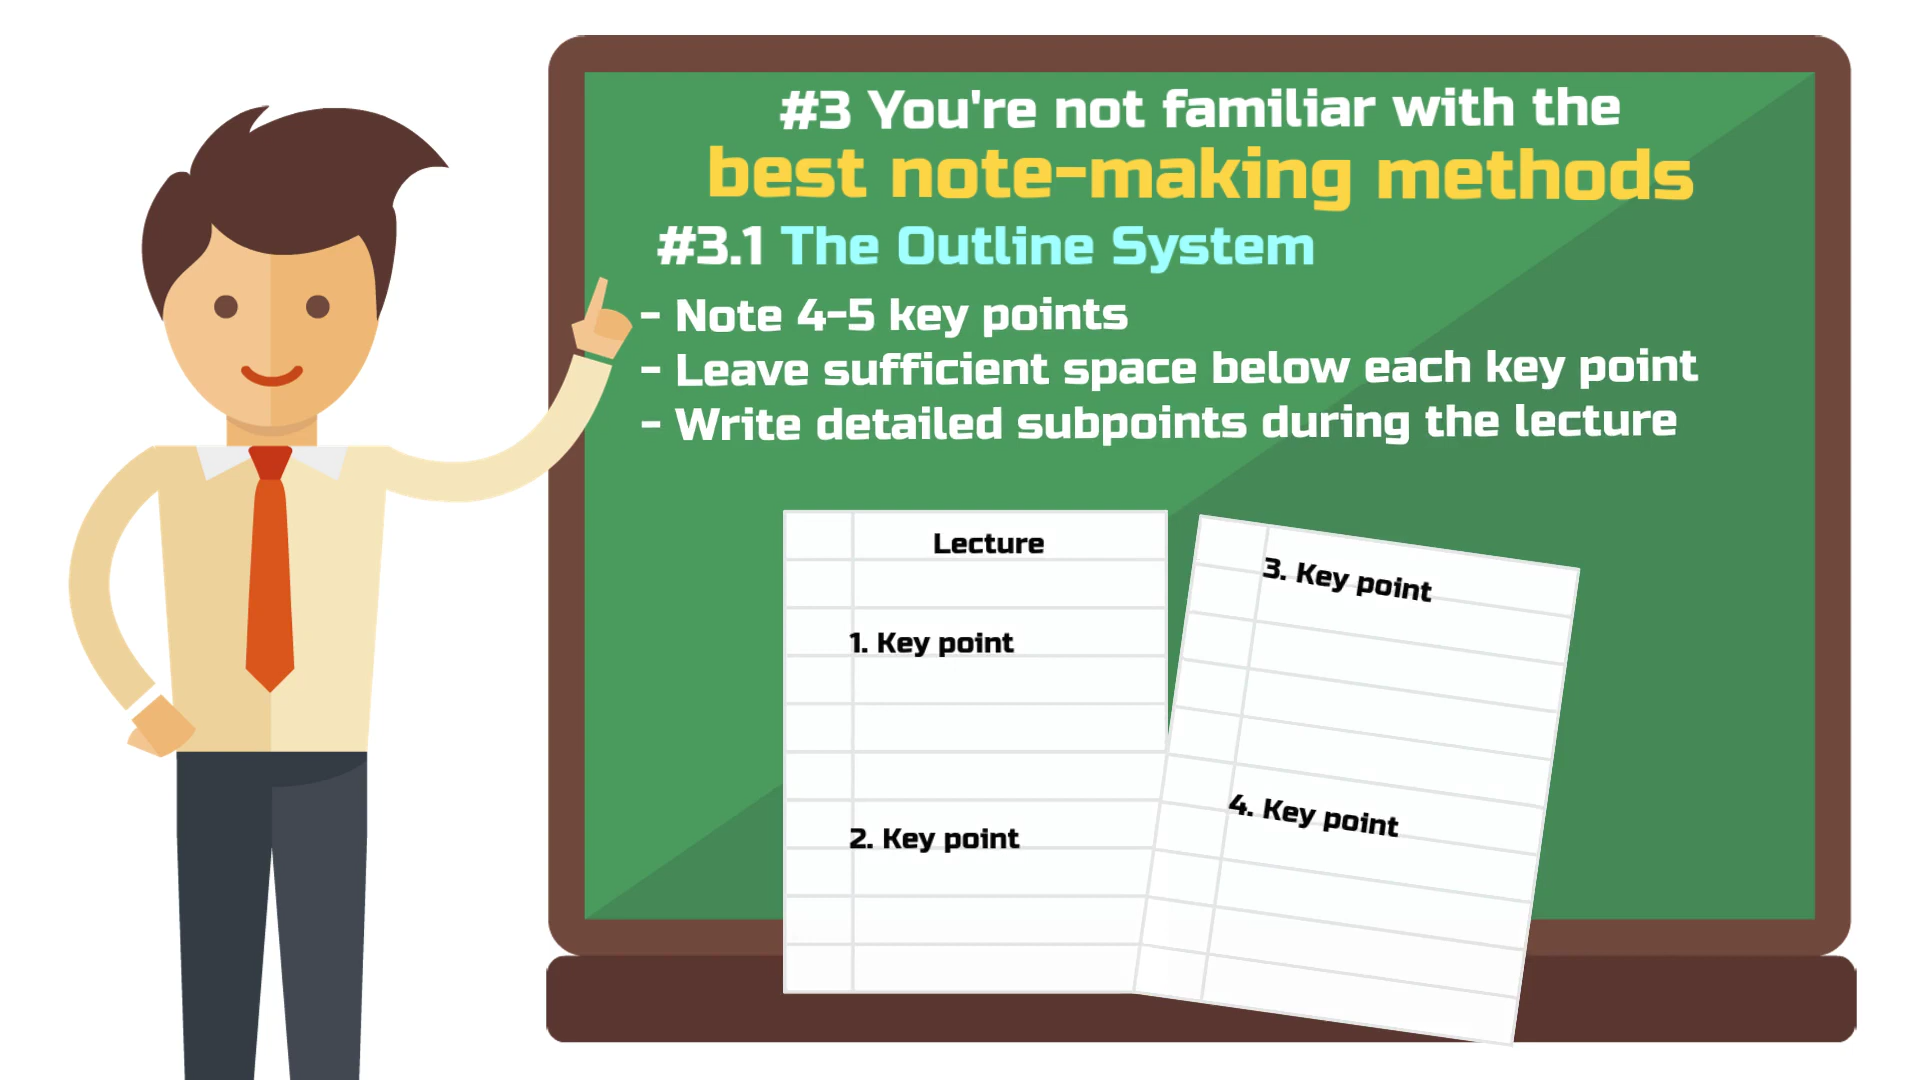 #3 You're not familiar with the
best note-making methods
#3.1 The Outline System
- Note 4-5 key points
- Leave sufficient space below each key point
- Write detailed subpoints during the lecture
Lecture
1. Key point
2. Key point
3. Key point
4. Key point